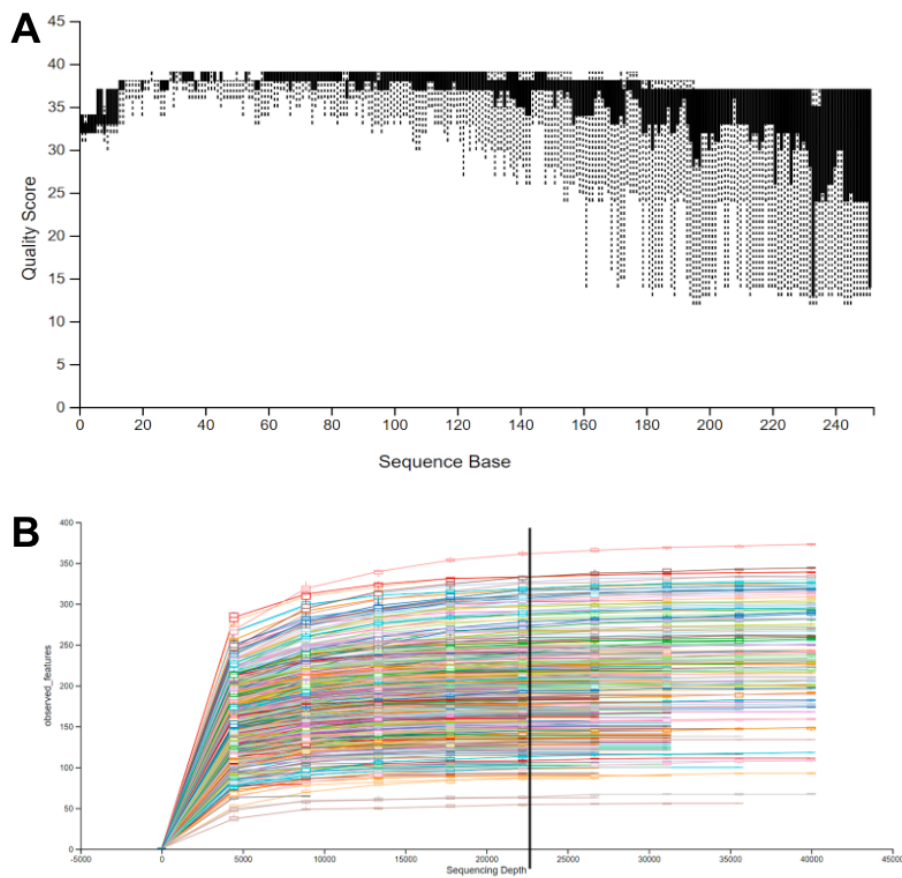 A
45
40
35
30
25
20
15
10
5
0
Quality Score
0 20 40 60 80 100 120 140 160 180 200 220 240
Sequence Base
B
400
350
300
250
200
150
100
50
0
observed_features
-5000 0 5000 10000 15000 20000 25000 30000 35000 40000 45000
Sequencing Depth